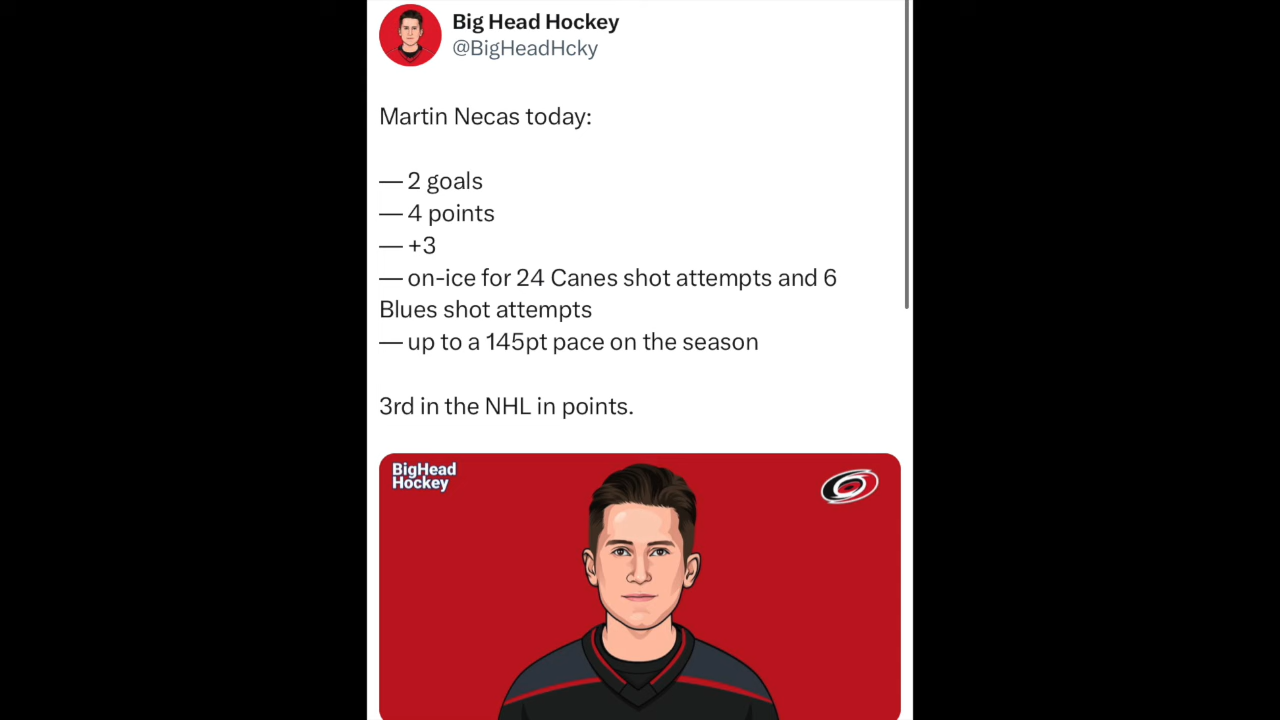 Big Head Hockey
@BigHeadHcky
Martin Necas today:
— 2 goals
— 4 points
— +3
— on-ice for 24 Canes shot attempts and 6
Blues shot attempts
— up to a 145pt pace on the season
3rd in the NHL in points.
BigHead
Hockey